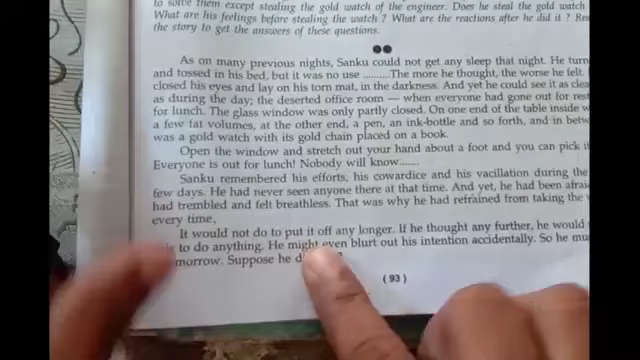 to solve them except stealing the gold watch of the engineer. Does he steal the gold watch
What are his feelings before stealing the watch ? What are the reactions after he did it ?
the story to get the answers of these questions.
As on many previous nights, Sanku could not get any sleep that night. He
and tossed in his bed, but it was no use ..........The more he thought, the worse he felt.
closed his eyes and lay on his torn mat, in the darkness. And yet he could see it as
as during the day; the deserted office room — when everyone had gone out for
for lunch. The glass window was only partly closed. On one end of the table inside
a few fat volumes, at the other end, a pen, an ink-bottle and so forth, and in
was a gold watch with its gold chain placed on a book.
Open the window and stretch out your hand about a foot and you can pick
Everyone is out for lunch! Nobody will know.......
Sanku remembered his efforts, his cowardice and his vacillation during the
few days. He had never seen anyone there at that time. And yet, he had been
had trembled and felt breathless. That was why he had refrained from taking the
every time,
It would not do to put it off any longer. If he thought any further, he would
to do anything. He might even blurt out his intention accidentally. So he
Suppose he
(93)